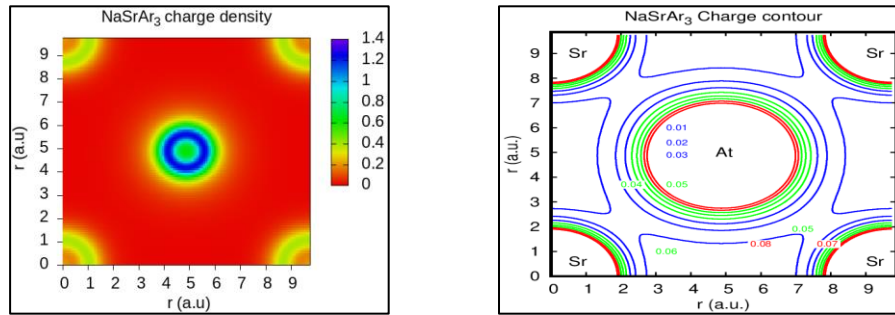 NaSrAr3 charge density
r (a.u)
9
8
7
6
5
4
3
2
1
0
0 1 2 3 4 5 6 7 8 9
r (a.u)
1.4
1.2
1
0.8
0.6
0.4
0.2
0
NaSrAr3 Charge contour
r (a.u.)
9
8
7
6
5
4
3
2
1
0
Sr Sr
0.01
0.02
0.03
At
0.04 0.05
0.05
0.06 0.08 0.07
Sr Sr
0 1 2 3 4 5 6 7 8 9
r (a.u.)